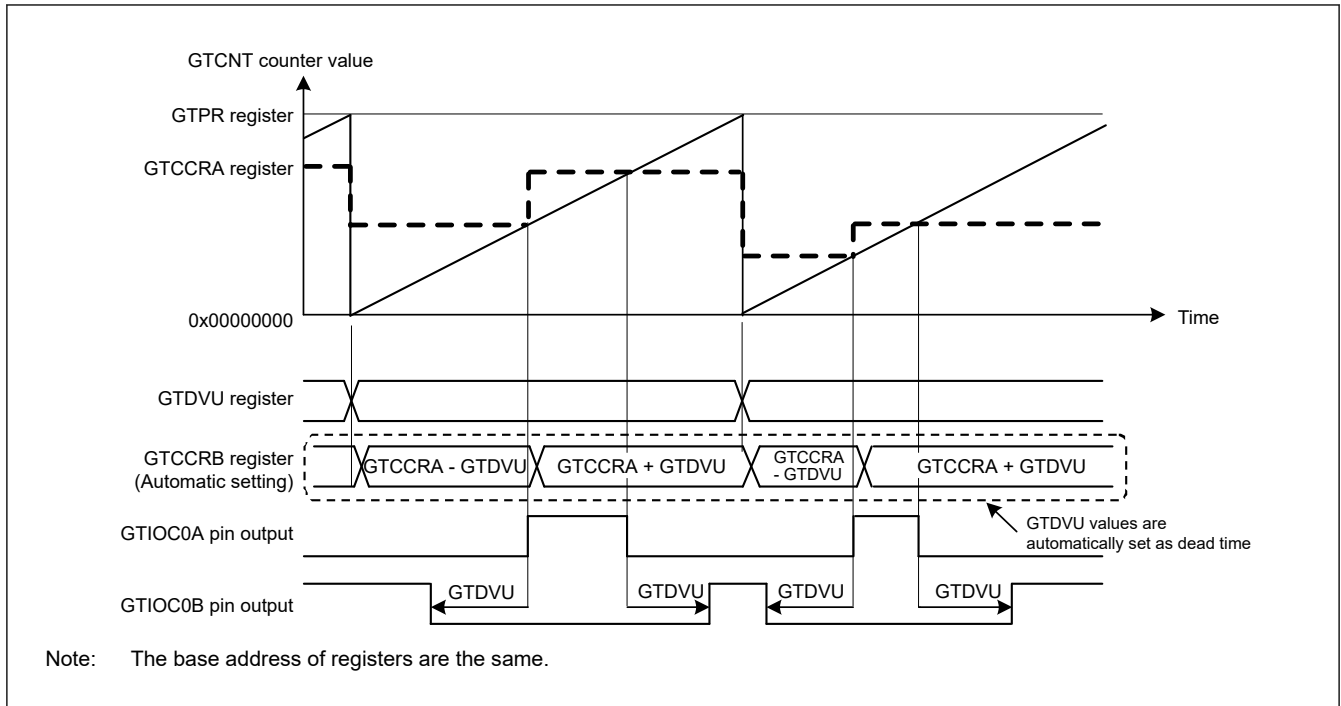 GTCNT counter value
GTPR register
GTCCRA register
0x00000000
Time
GTDVU register
GTCCRB register
(Automatic setting)
GTCCRA - GTDVU
GTCCRA + GTDVU
GTCCRA
- GTDVU
GTCCRA + GTDVU
GTDVU values are
automatically set as dead time
GTIOC0A pin output
GTIOC0B pin output
GTDVU
GTDVU
GTDVU
GTDVU
Note: The base address of registers are the same.